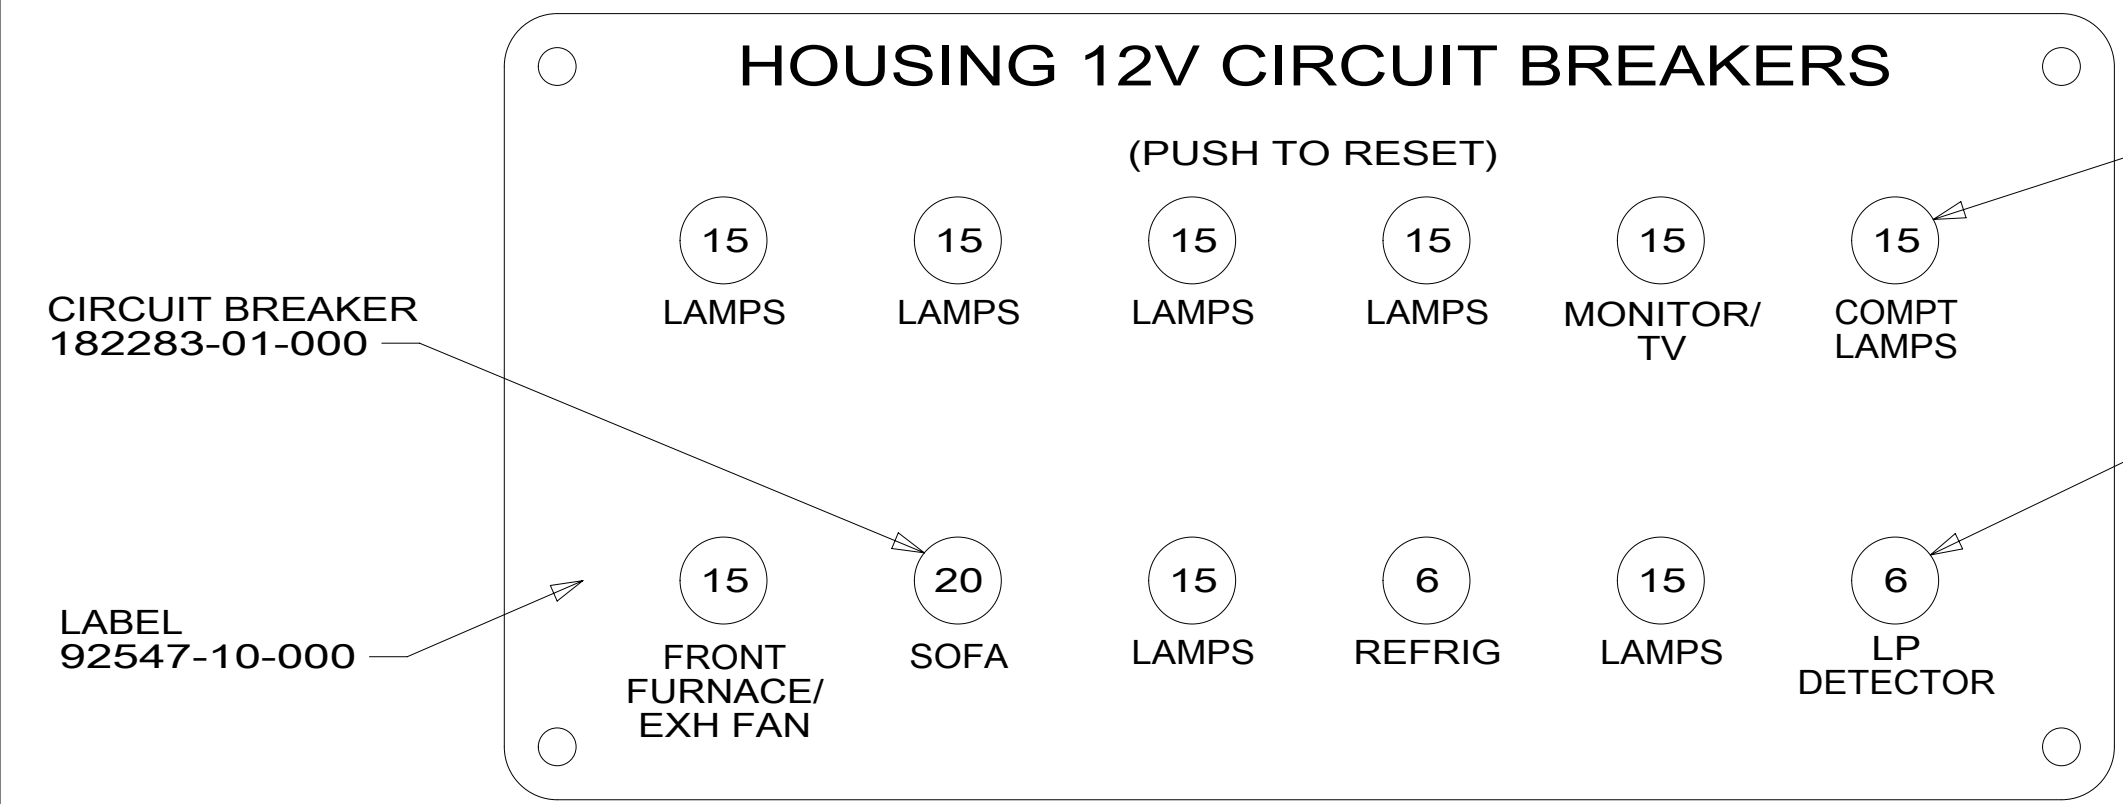 HOUSING 12V CIRCUIT BREAKERS
(PUSH TO RESET)
15 15 15 15 15 15
LAMPS LAMPS LAMPS LAMPS MONITOR/ COMPT
TV LAMPS
CIRCUIT BREAKER
182283-01-000
15 20 15 6 15 6
FRONT SOFA LAMPS REFRIG LAMPS LP
FURNACE/ DETECTOR
EXH FAN
LABEL
92547-10-000